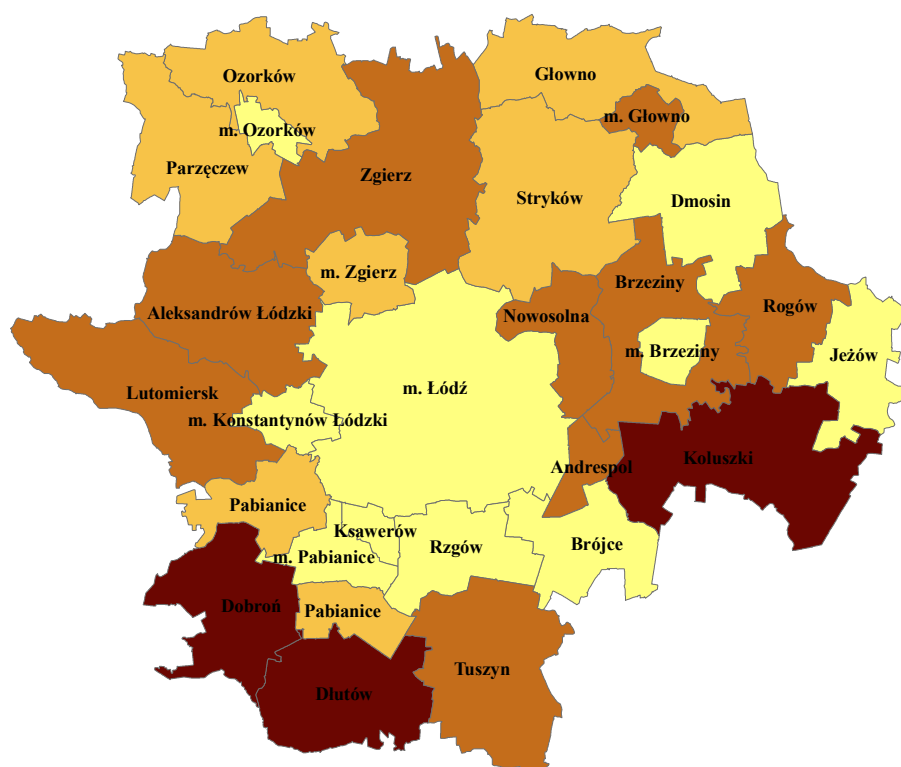 Ozorków
Głowno
m. Głowno
m. Ozorków
Parzęczew
Zgierz
Stryków
Dmosin
m. Zgierz
Brzeziny
Rogów
Aleksandrów Łódzki
Nowosolna
m. Brzeziny
Jeżów
m. Łódź
Lutomiersk
m. Konstantynów Łódzki
Andrespol
Koluszki
Pabianice
Ksawerów
Rzgów
Brójce
m. Pabianice
Dobroń
Pabianice
Tuszyn
Dłutów